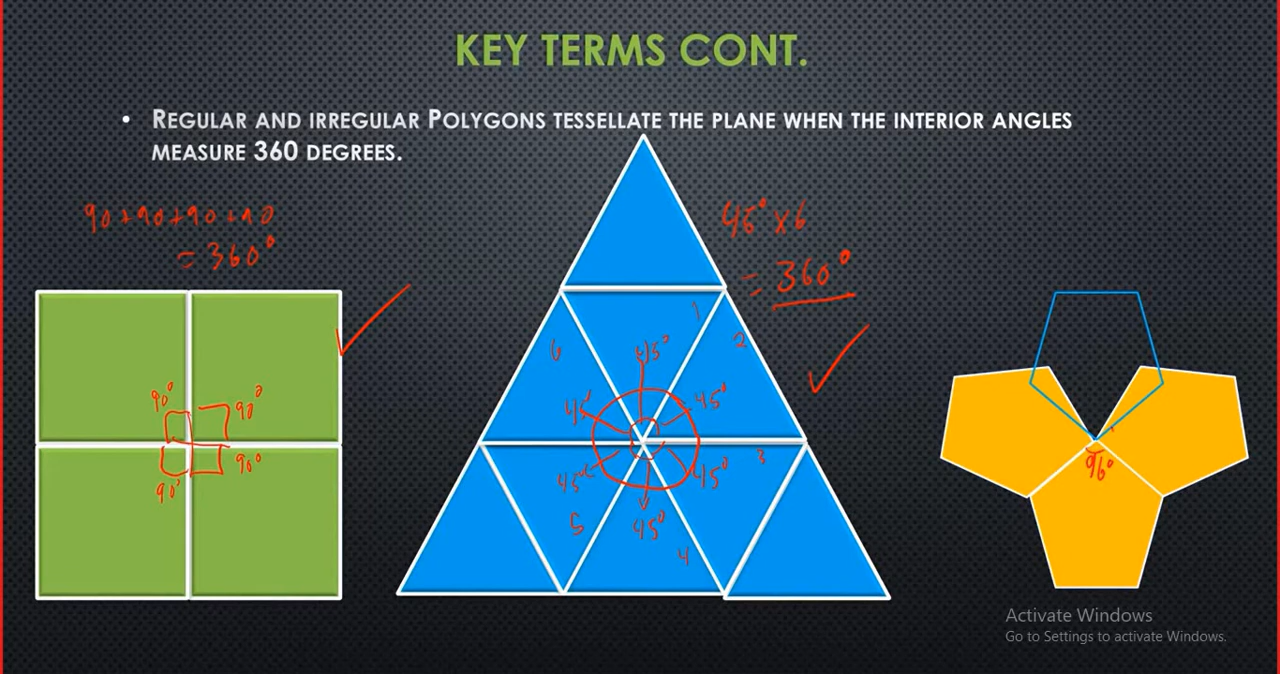 KEY TERMS CONT.
• REGULAR AND IRREGULAR POLYGONS TESSELLATE THE PLANE WHEN THE INTERIOR ANGLES
MEASURE 360 DEGREES.
90+90+90+90
= 360°
90° 90°
90° 90°
45° x 6
= 360°
1
2
6
45°
45° 45°
45° 45° 3
5 45°
4
96°
Activate Windows
Go to Settings to activate Windows.